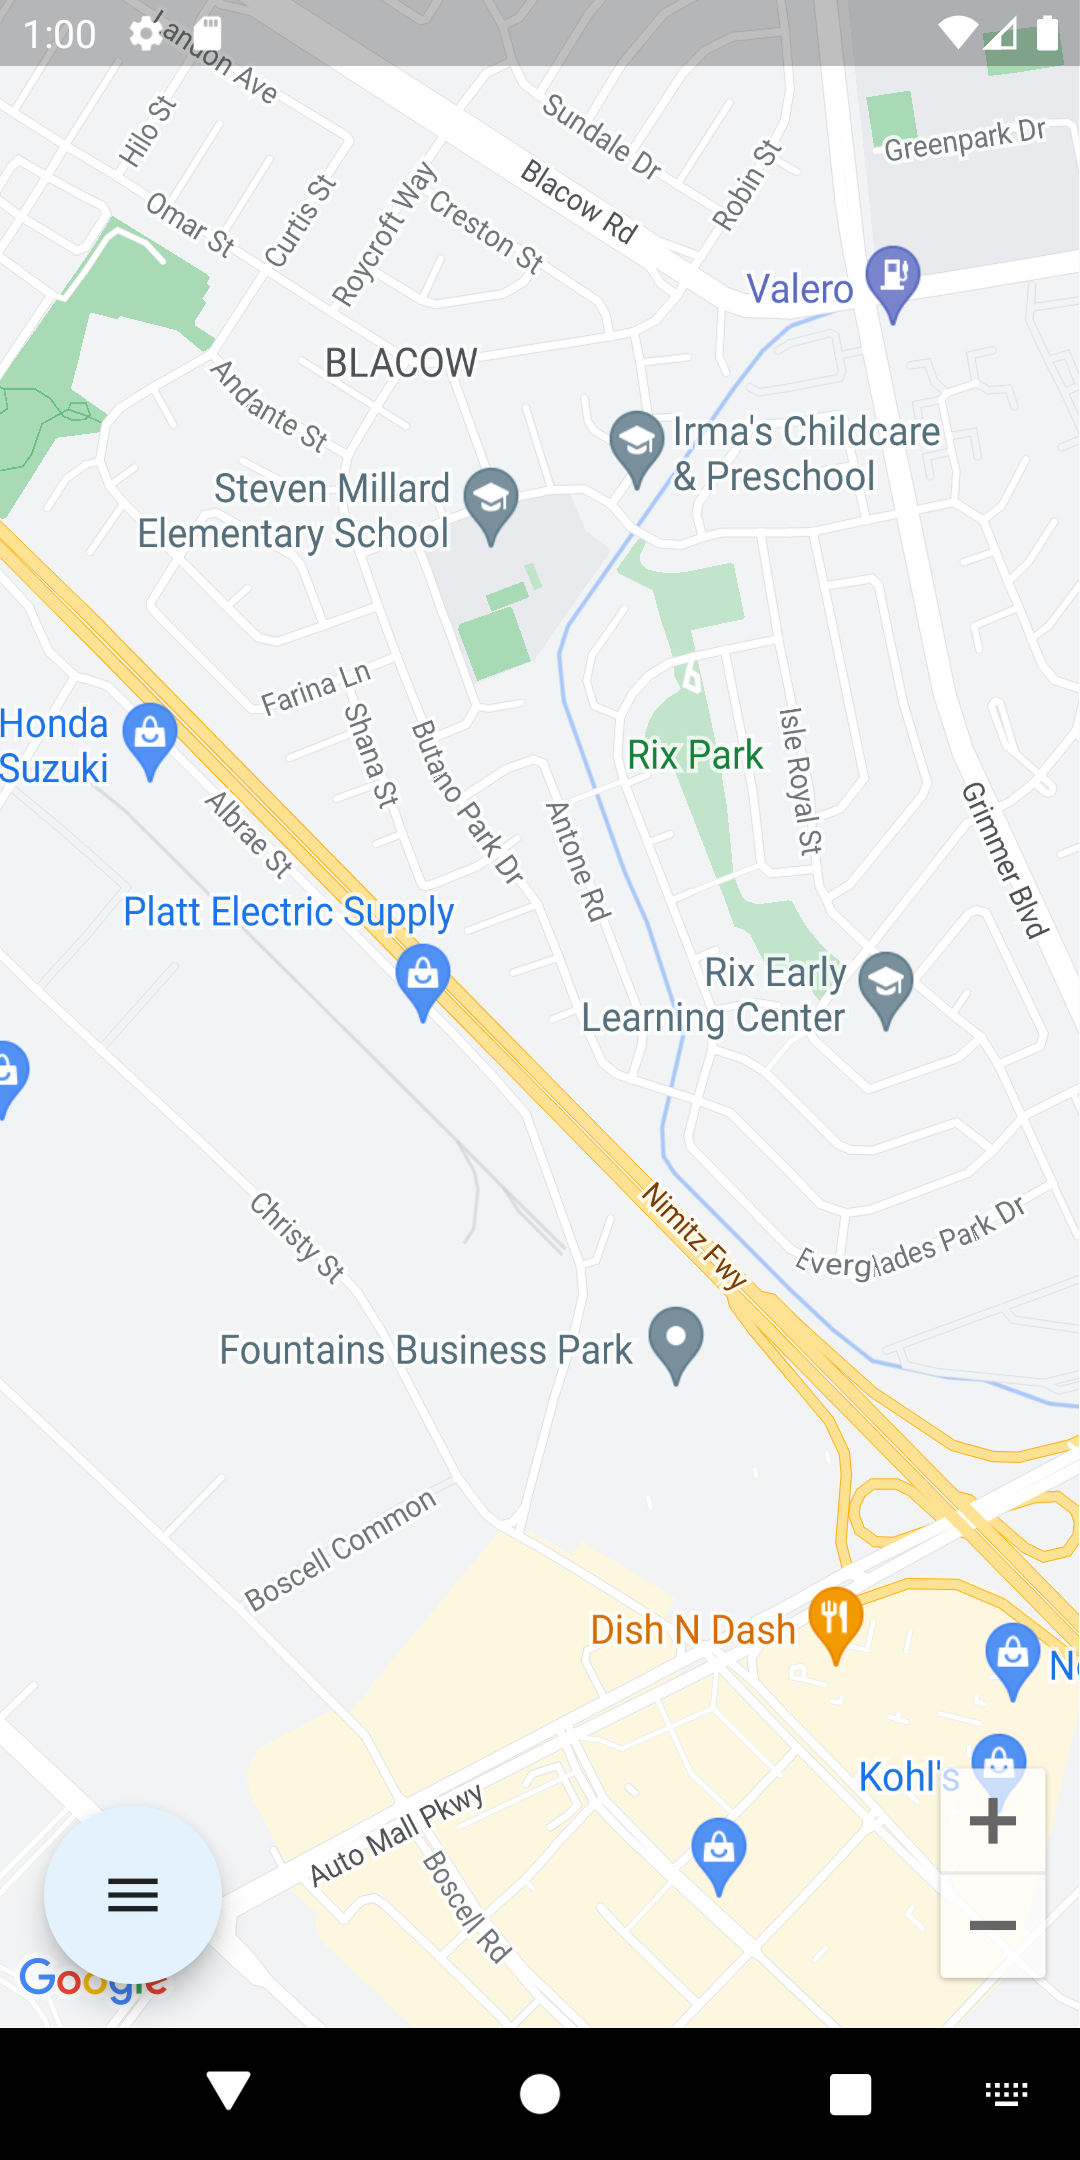 1:00
Landon Ave
Hilo St
Sundale Dr
Greenpark Dr
Robin St
Blacow Rd
Omar St
Curtis St
Roycroft Way
Creston St
Valero
BLACOW
Andante St
Irma's Childcare
& Preschool
Steven Millard
Elementary School
Farina Ln
Shana St
Honda
Suzuki
Butano Park Dr
Rix Park
Isle Royal St
Grimmer Blvd
Albrae St
Antone Rd
Platt Electric Supply
Rix Early
Learning Center
Nimitz Fwy
Christy St
Everglades Park Dr
Fountains Business Park
Boscell Common
Dish N Dash
Kohl's
Auto Mall Pkwy
Boscell Rd
Google